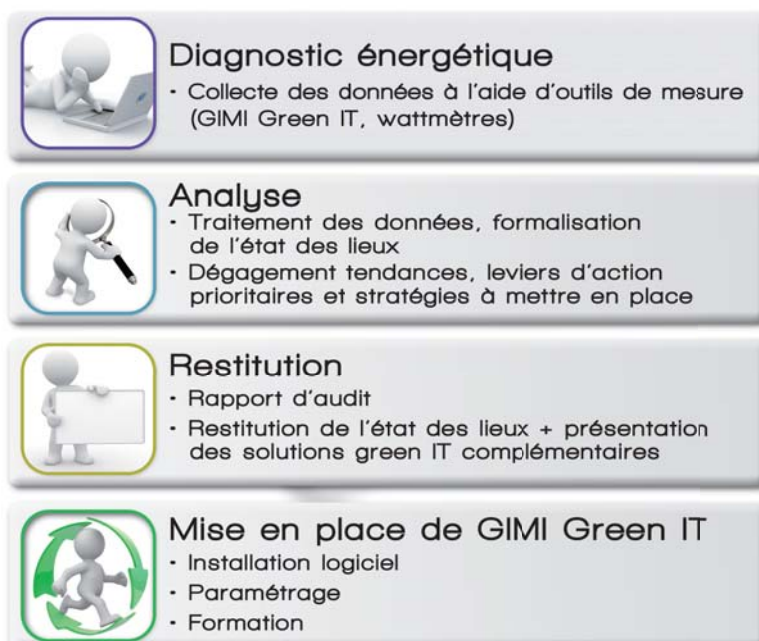 Diagnostic énergétique
· Collecte des données à l'aide d'outils de mesure
(GIMI Green IT, wattmètres)
Analyse
· Traitement des données, formalisation
de l'état des lieux
· Dégagement tendances, leviers d'action
prioritaires et stratégies à mettre en place
Restitution
· Rapport d'audit
· Restitution de l'état des lieux + présentation
des solutions green IT complémentaires
Mise en place de GIMI Green IT
· Installation logiciel
· Paramétrage
· Formation